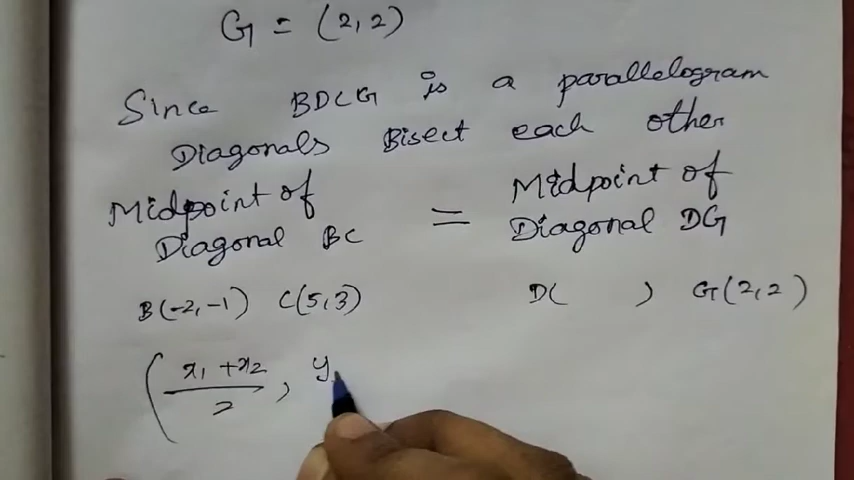 G = (2, 2)
Since BDCG is a parallelogram
Diagonals Bisect each other
Midpoint of Diagonal BC = Midpoint of Diagonal DG
B(-2, -1) C(5, 3) D( ) G(2, 2)
( x₁ + x₂ / 2 , y